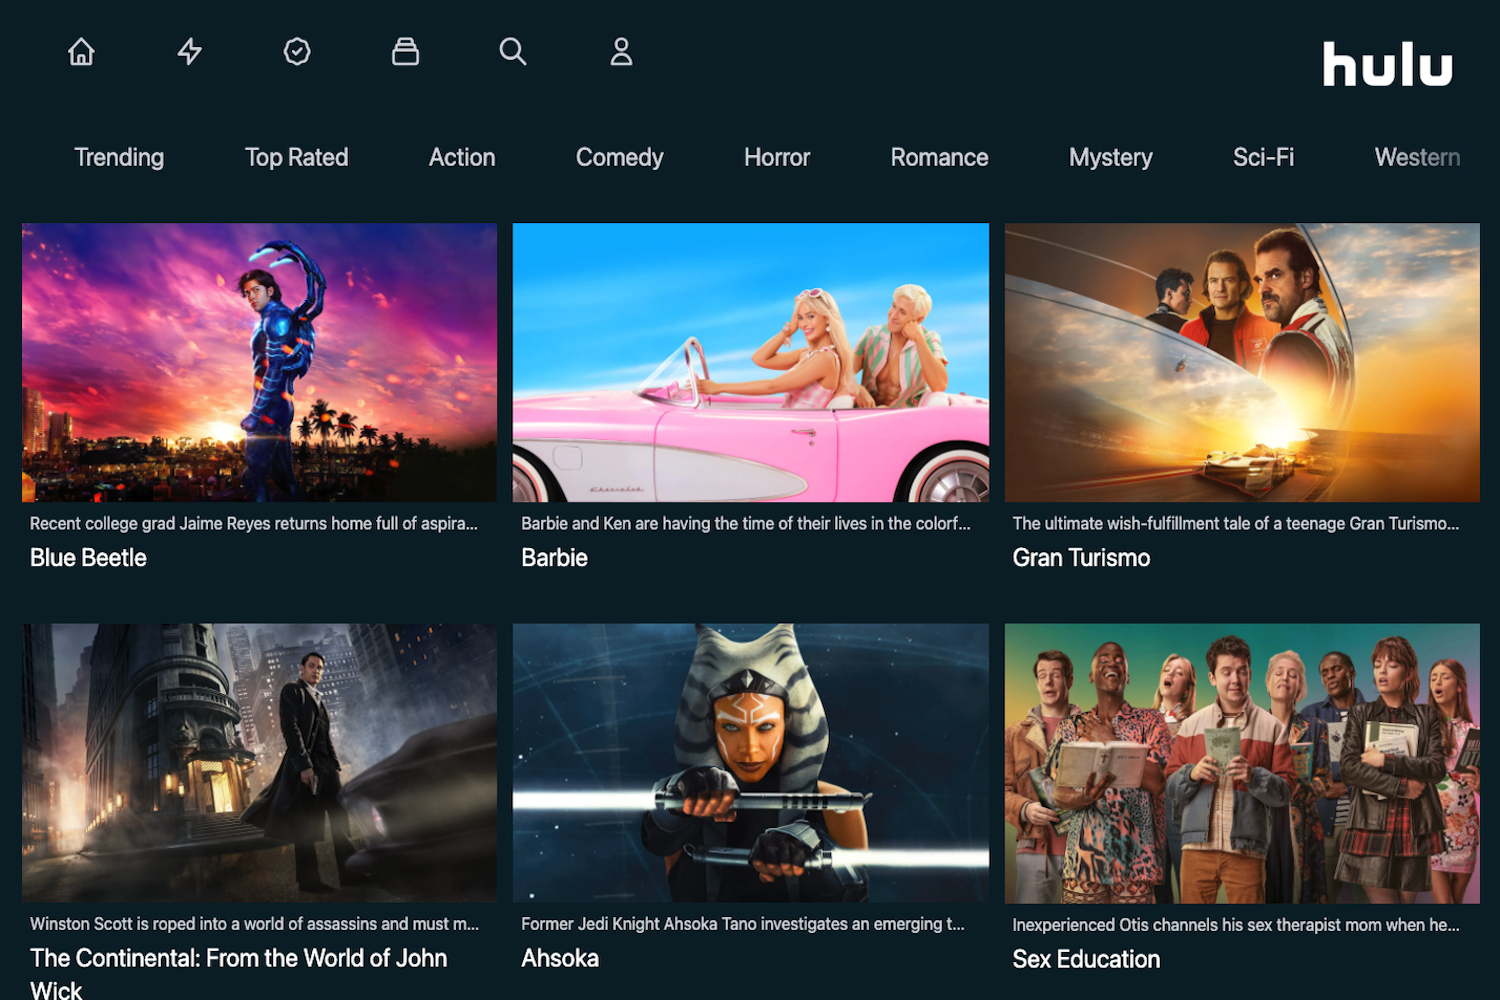 hulu
Trending Top Rated Action Comedy Horror Romance Mystery Sci-Fi Western
Chevrolet
Recent college grad Jaime Reyes returns home full of aspira...
Blue Beetle
Barbie and Ken are having the time of their lives in the colorf...
Barbie
The ultimate wish-fulfillment tale of a teenage Gran Turismo...
Gran Turismo
Winston Scott is roped into a world of assassins and must m...
The Continental: From the World of John
Wick
Former Jedi Knight Ahsoka Tano investigates an emerging t...
Ahsoka
Inexperienced Otis channels his sex therapist mom when he...
Sex Education